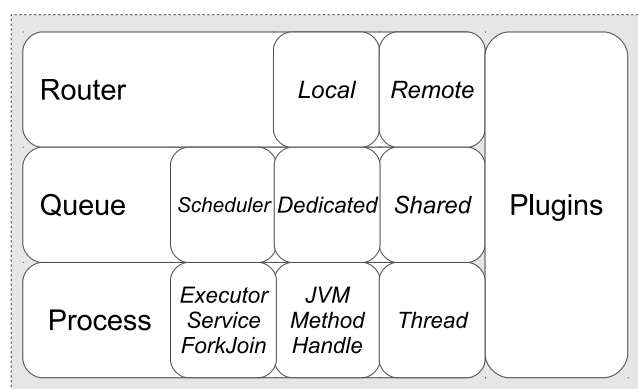 Router
Local
Remote
Queue
Scheduler
Dedicated
Shared
Plugins
Process
Executor
Service
ForkJoin
JVM
Method
Handle
Thread